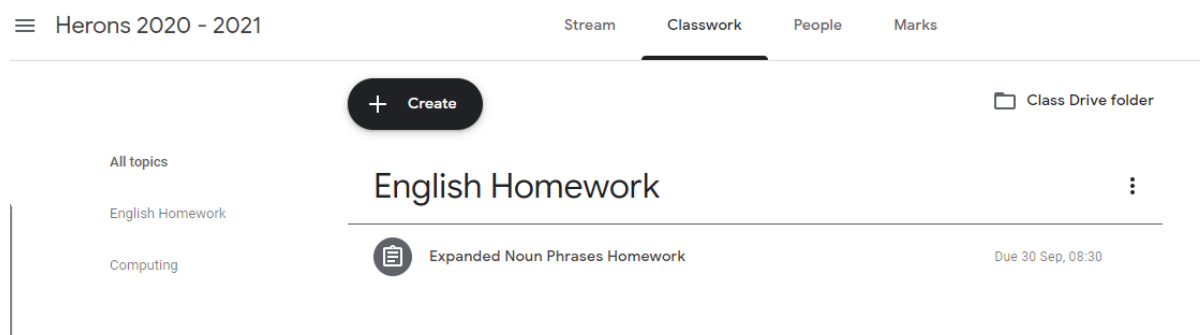 Herons 2020 - 2021
Stream
Classwork
People
Marks
Create
Class Drive folder
All topics
English Homework
Computing
English Homework
Expanded Noun Phrases Homework
Due 30 Sep, 08:30